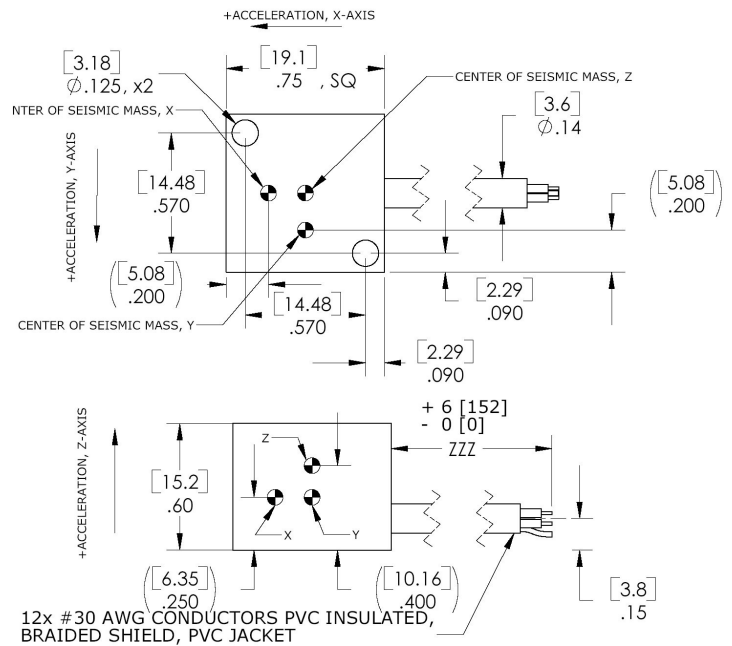 +ACCELERATION, X-AXIS
[3.18]
Ø.125, x2
[19.1]
.75 , SQ
CENTER OF SEISMIC MASS, Z
NTER OF SEISMIC MASS, X
[3.6]
Ø.14
+ACCELERATION, Y-AXIS
[14.48]
.570
([5.08]
.200)
([5.08]
.200)
[14.48]
.570
[2.29]
.090
CENTER OF SEISMIC MASS, Y
[2.29]
.090
+ACCELERATION, Z-AXIS
+ 6 [152]
- 0 [0]
ZZZ
Z
[15.2]
.60
X
Y
([6.35]
.250)
([10.16]
.400)
[3.8]
.15
12x #30 AWG CONDUCTORS PVC INSULATED,
BRAIDED SHIELD, PVC JACKET